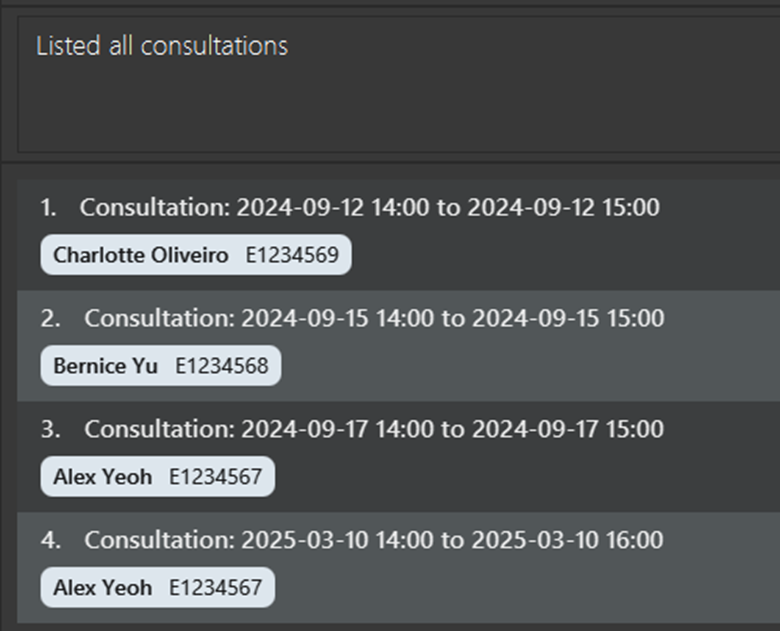 Listed all consultations
1. Consultation: 2024-09-12 14:00 to 2024-09-12 15:00
Charlotte Oliveiro E1234569
2. Consultation: 2024-09-15 14:00 to 2024-09-15 15:00
Bernice Yu E1234568
3. Consultation: 2024-09-17 14:00 to 2024-09-17 15:00
Alex Yeoh E1234567
4. Consultation: 2025-03-10 14:00 to 2025-03-10 16:00
Alex Yeoh E1234567